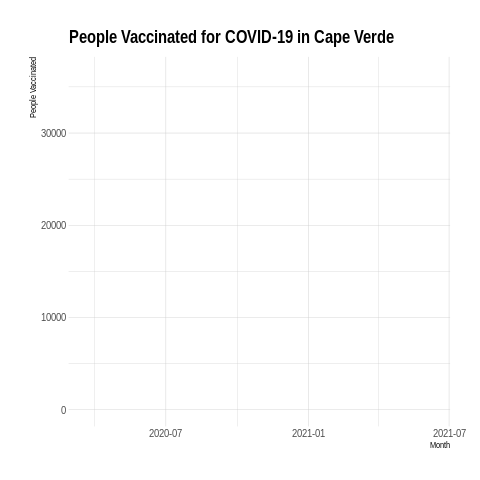 People Vaccinated for COVID-19 in Cape Verde
People Vaccinated
30000
20000
10000
0
2020-07
2021-01
2021-07
Month